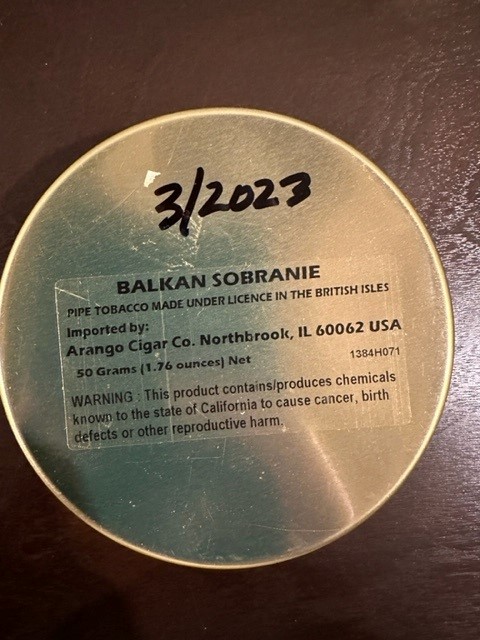 3/2023
BALKAN SOBRANIE
PIPE TOBACCO MADE UNDER LICENCE IN THE BRITISH ISLES
Imported by:
Arango Cigar Co. Northbrook, IL 60062 USA
50 Grams (1.76 ounces) Net 1384H071
WARNING : This product contains/produces chemicals
known to the state of California to cause cancer, birth
defects or other reproductive harm.